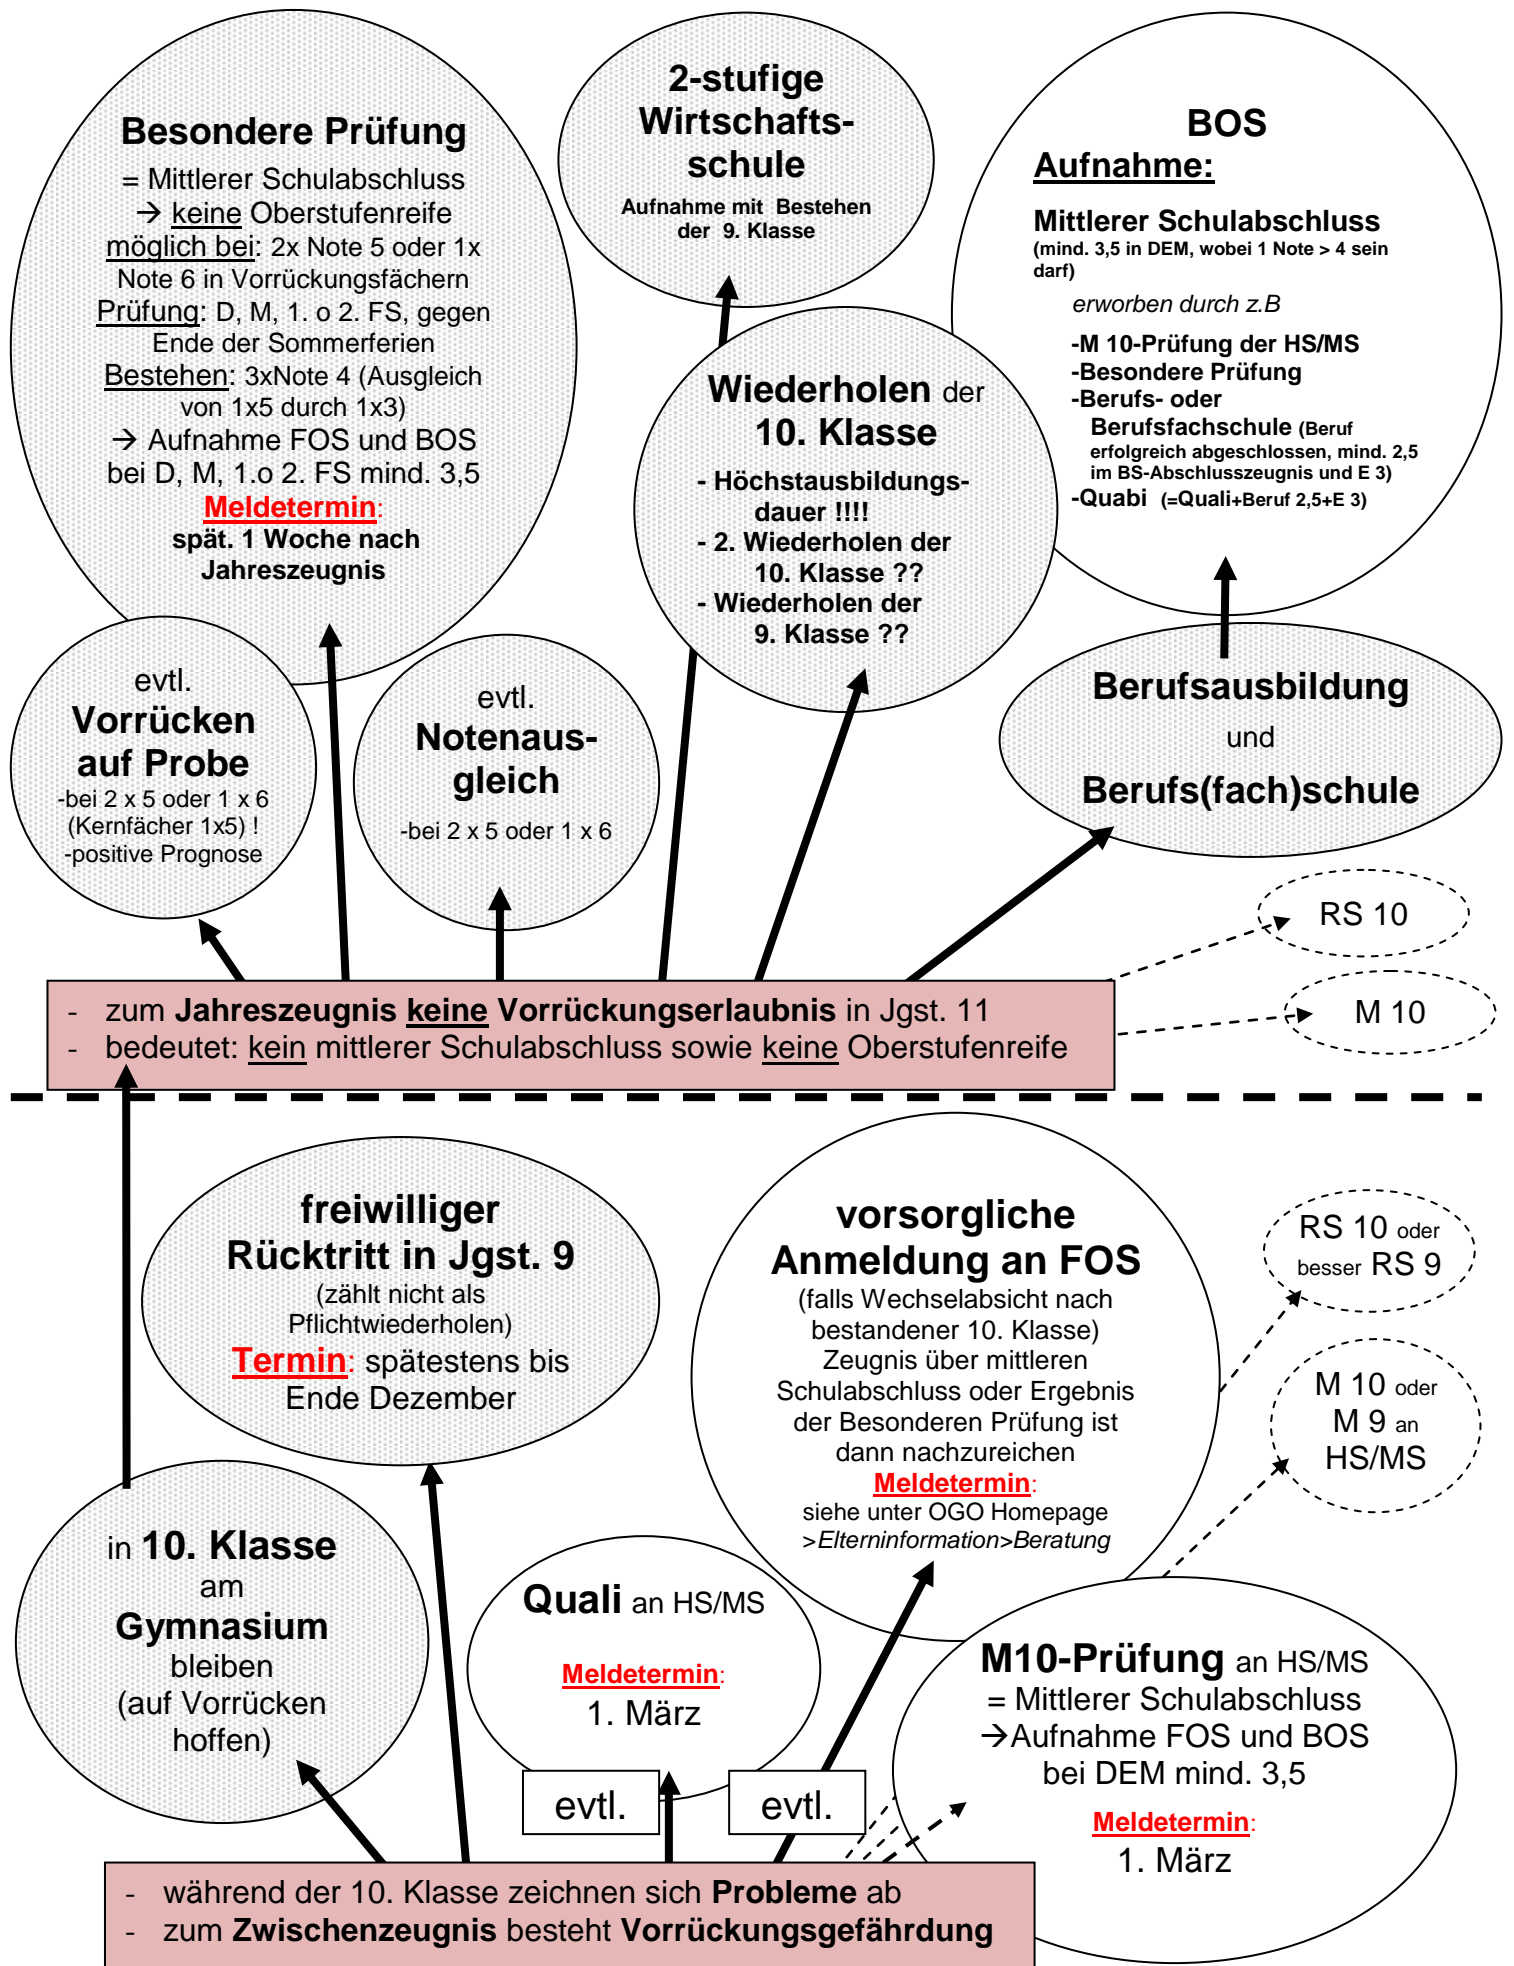 Besondere Prüfung
= Mittlerer Schulabschluss
→ keine Oberstufenreife
möglich bei: 2x Note 5 oder 1x
Note 6 in Vorrückungsfächern
Prüfung: D, M, 1. o 2. FS, gegen
Ende der Sommerferien
Bestehen: 3xNote 4 (Ausgleich
von 1x5 durch 1x3)
→ Aufnahme FOS und BOS
bei D, M, 1.o 2. FS mind. 3,5
Meldetermin:
spät. 1 Woche nach
Jahreszeugnis
2-stufige
Wirtschafts-
schule
Aufnahme mit Bestehen
der 9. Klasse
BOS
Aufnahme:
Mittlerer Schulabschluss
(mind. 3,5 in DEM, wobei 1 Note > 4 sein
darf)
erworben durch z.B
-M 10-Prüfung der HS/MS
-Besondere Prüfung
-Berufs- oder
Berufsfachschule (Beruf
erfolgreich abgeschlossen, mind. 2,5
im BS-Abschlusszeugnis und E 3)
-Quabi (=Quali+Beruf 2,5+E 3)
Wiederholen der
10. Klasse
- Höchstausbildungs-
dauer !!!!
- 2. Wiederholen der
10. Klasse ??
- Wiederholen der
9. Klasse ??
evtl.
Vorrücken
auf Probe
-bei 2 x 5 oder 1 x 6
(Kernfächer 1x5) !
-positive Prognose
evtl.
Notenaus-
gleich
-bei 2 x 5 oder 1 x 6
Berufsausbildung
und
Berufs(fach)schule
RS 10
M 10
- zum Jahreszeugnis keine Vorrückungserlaubnis in Jgst. 11
- bedeutet: kein mittlerer Schulabschluss sowie keine Oberstufenreife
freiwilliger
Rücktritt in Jgst. 9
(zählt nicht als
Pflichtwiederholen)
Termin: spätestens bis
Ende Dezember
vorsorgliche
Anmeldung an FOS
(falls Wechselabsicht nach
bestandener 10. Klasse)
Zeugnis über mittleren
Schulabschluss oder Ergebnis
der Besonderen Prüfung ist
dann nachzureichen
Meldetermin:
siehe unter OGO Homepage
>Elterninformation>Beratung
RS 10 oder
besser RS 9
M 10 oder
M 9 an
HS/MS
in 10. Klasse
am
Gymnasium
bleiben
(auf Vorrücken
hoffen)
Quali an HS/MS
Meldetermin:
1. März
evtl.
evtl.
M10-Prüfung an HS/MS
= Mittlerer Schulabschluss
→Aufnahme FOS und BOS
bei DEM mind. 3,5
Meldetermin:
1. März
- während der 10. Klasse zeichnen sich Probleme ab
- zum Zwischenzeugnis besteht Vorrückungsgefährdung